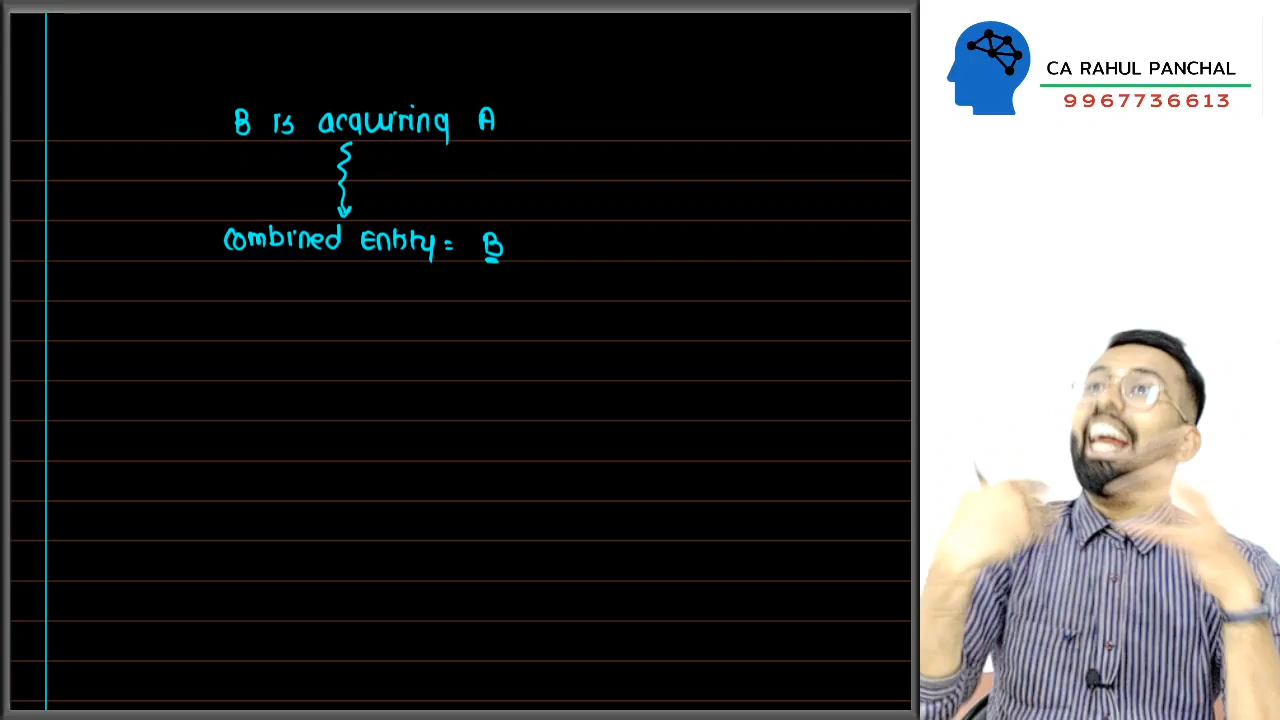 B is acquiring A
Combined Entity = B
CA RAHUL PANCHAL
9967736613